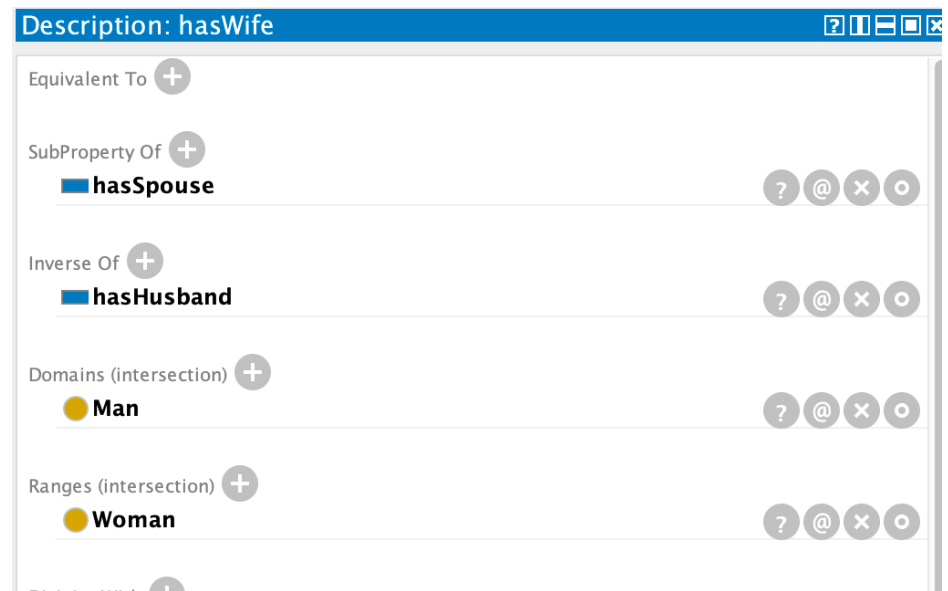 Description: hasWife
Equivalent To
SubProperty Of
hasSpouse
? @
Inverse Of
hasHusband
? @
Domains (intersection)
Man
? @
Ranges (intersection)
Woman
? @